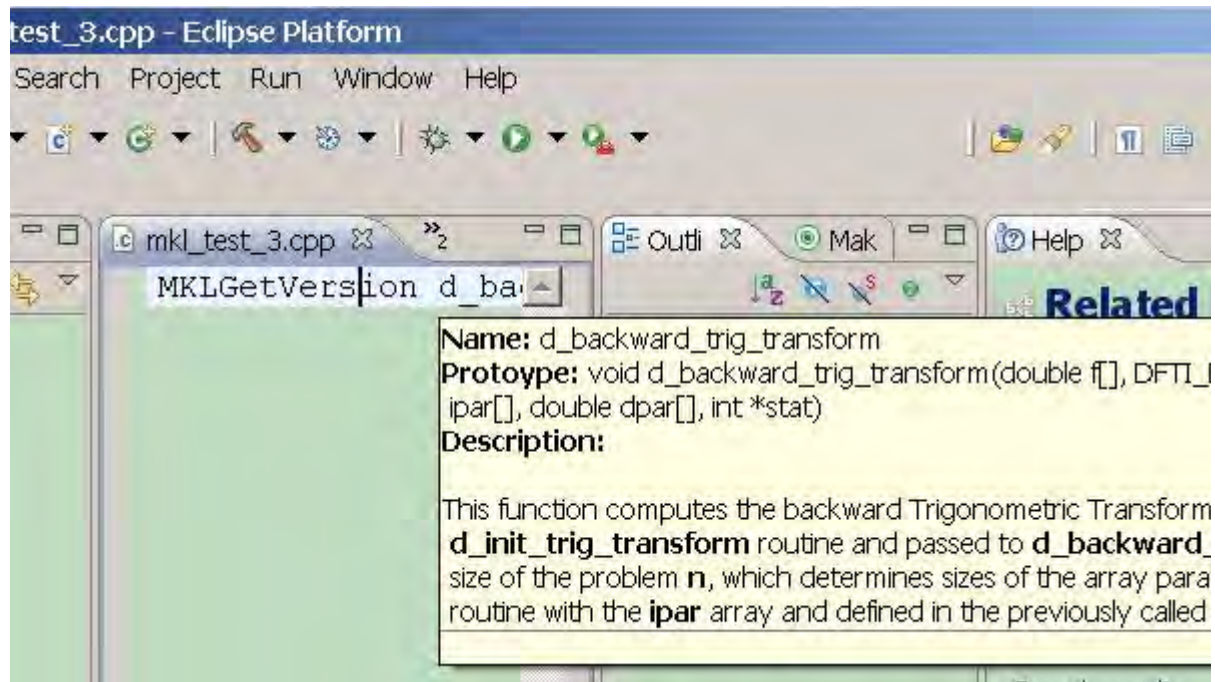 test_3.cpp - Eclipse Platform
Search Project Run Window Help
mkl_test_3.cpp »2 Outli Mak Help
MKLGetVersion d_ba
Related
Name: d_backward_trig_transform
Protoype: void d_backward_trig_transform(double f[], DFTI_
ipar[], double dpar[], int *stat)
Description:
This function computes the backward Trigonometric Transform
d_init_trig_transform routine and passed to d_backward_
size of the problem n, which determines sizes of the array para
routine with the ipar array and defined in the previously called